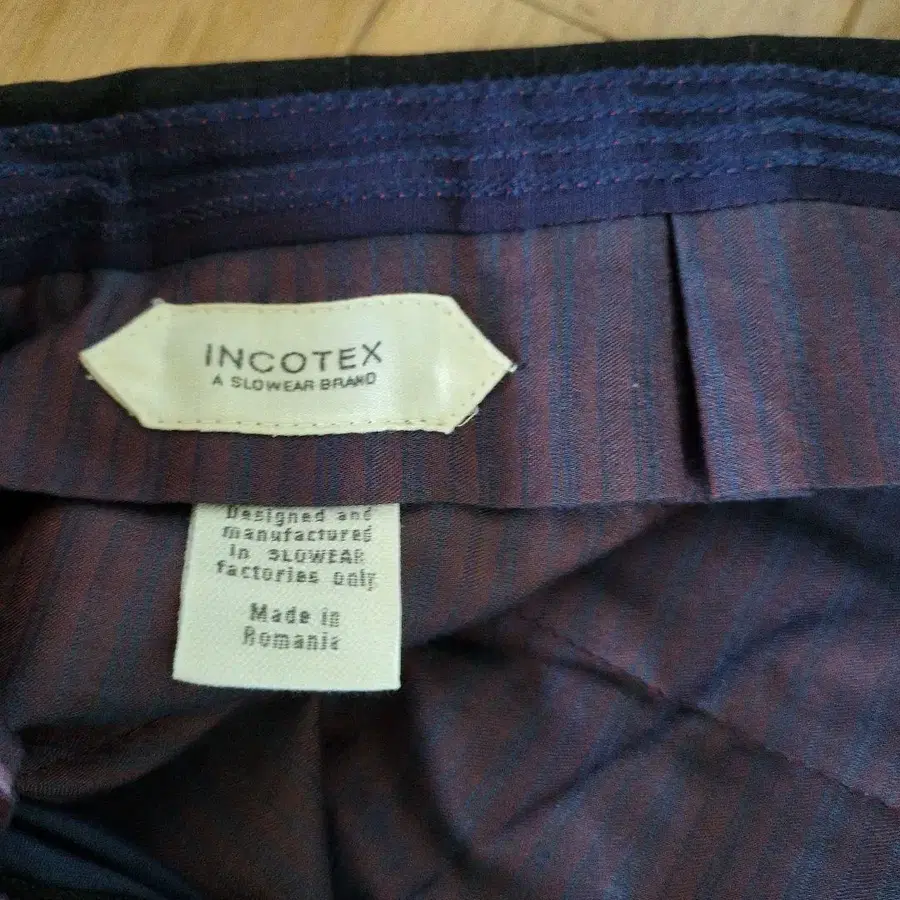 INCOTEX
A SLOWEAR BRAND
Designed and
manufactured
in SLOWEAR
factories only
Made in
Romania